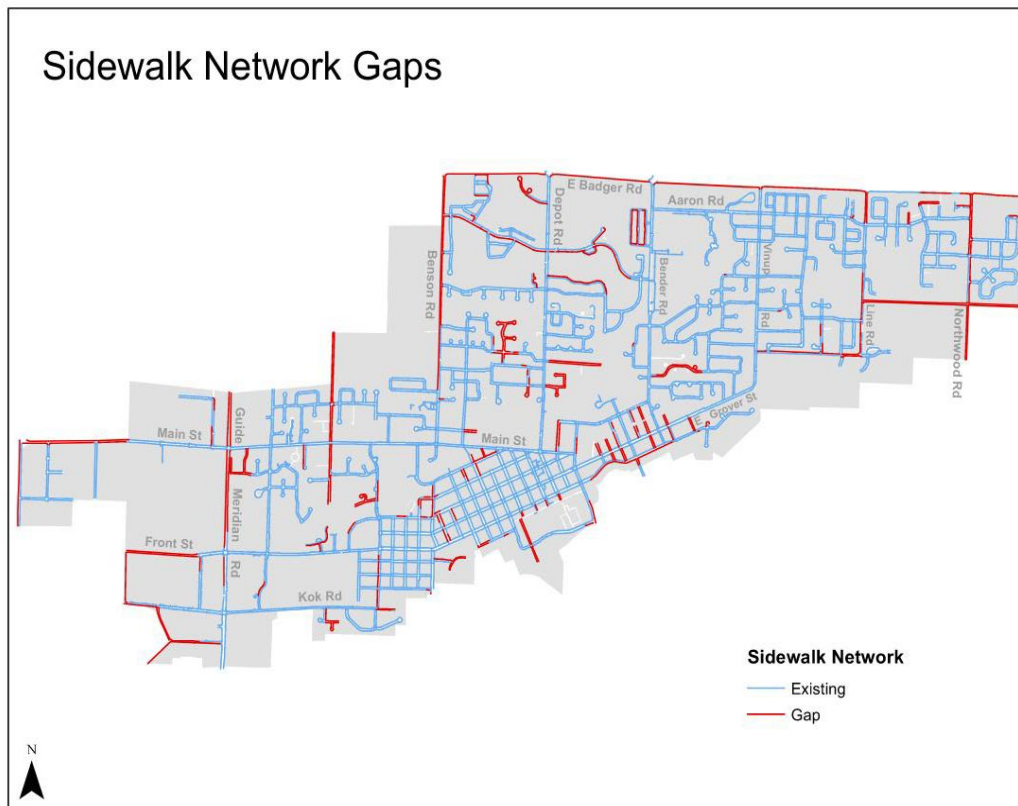 Sidewalk Network Gaps
E Badger Rd
Aaron Rd
Depot Rd
Benson Rd
Bender Rd
Vinup Rd
Line Rd
Northwood Rd
E Grover St
Main St
Main St
Guide Meridian Rd
Front St
Kok Rd
Sidewalk Network
Existing
Gap
N